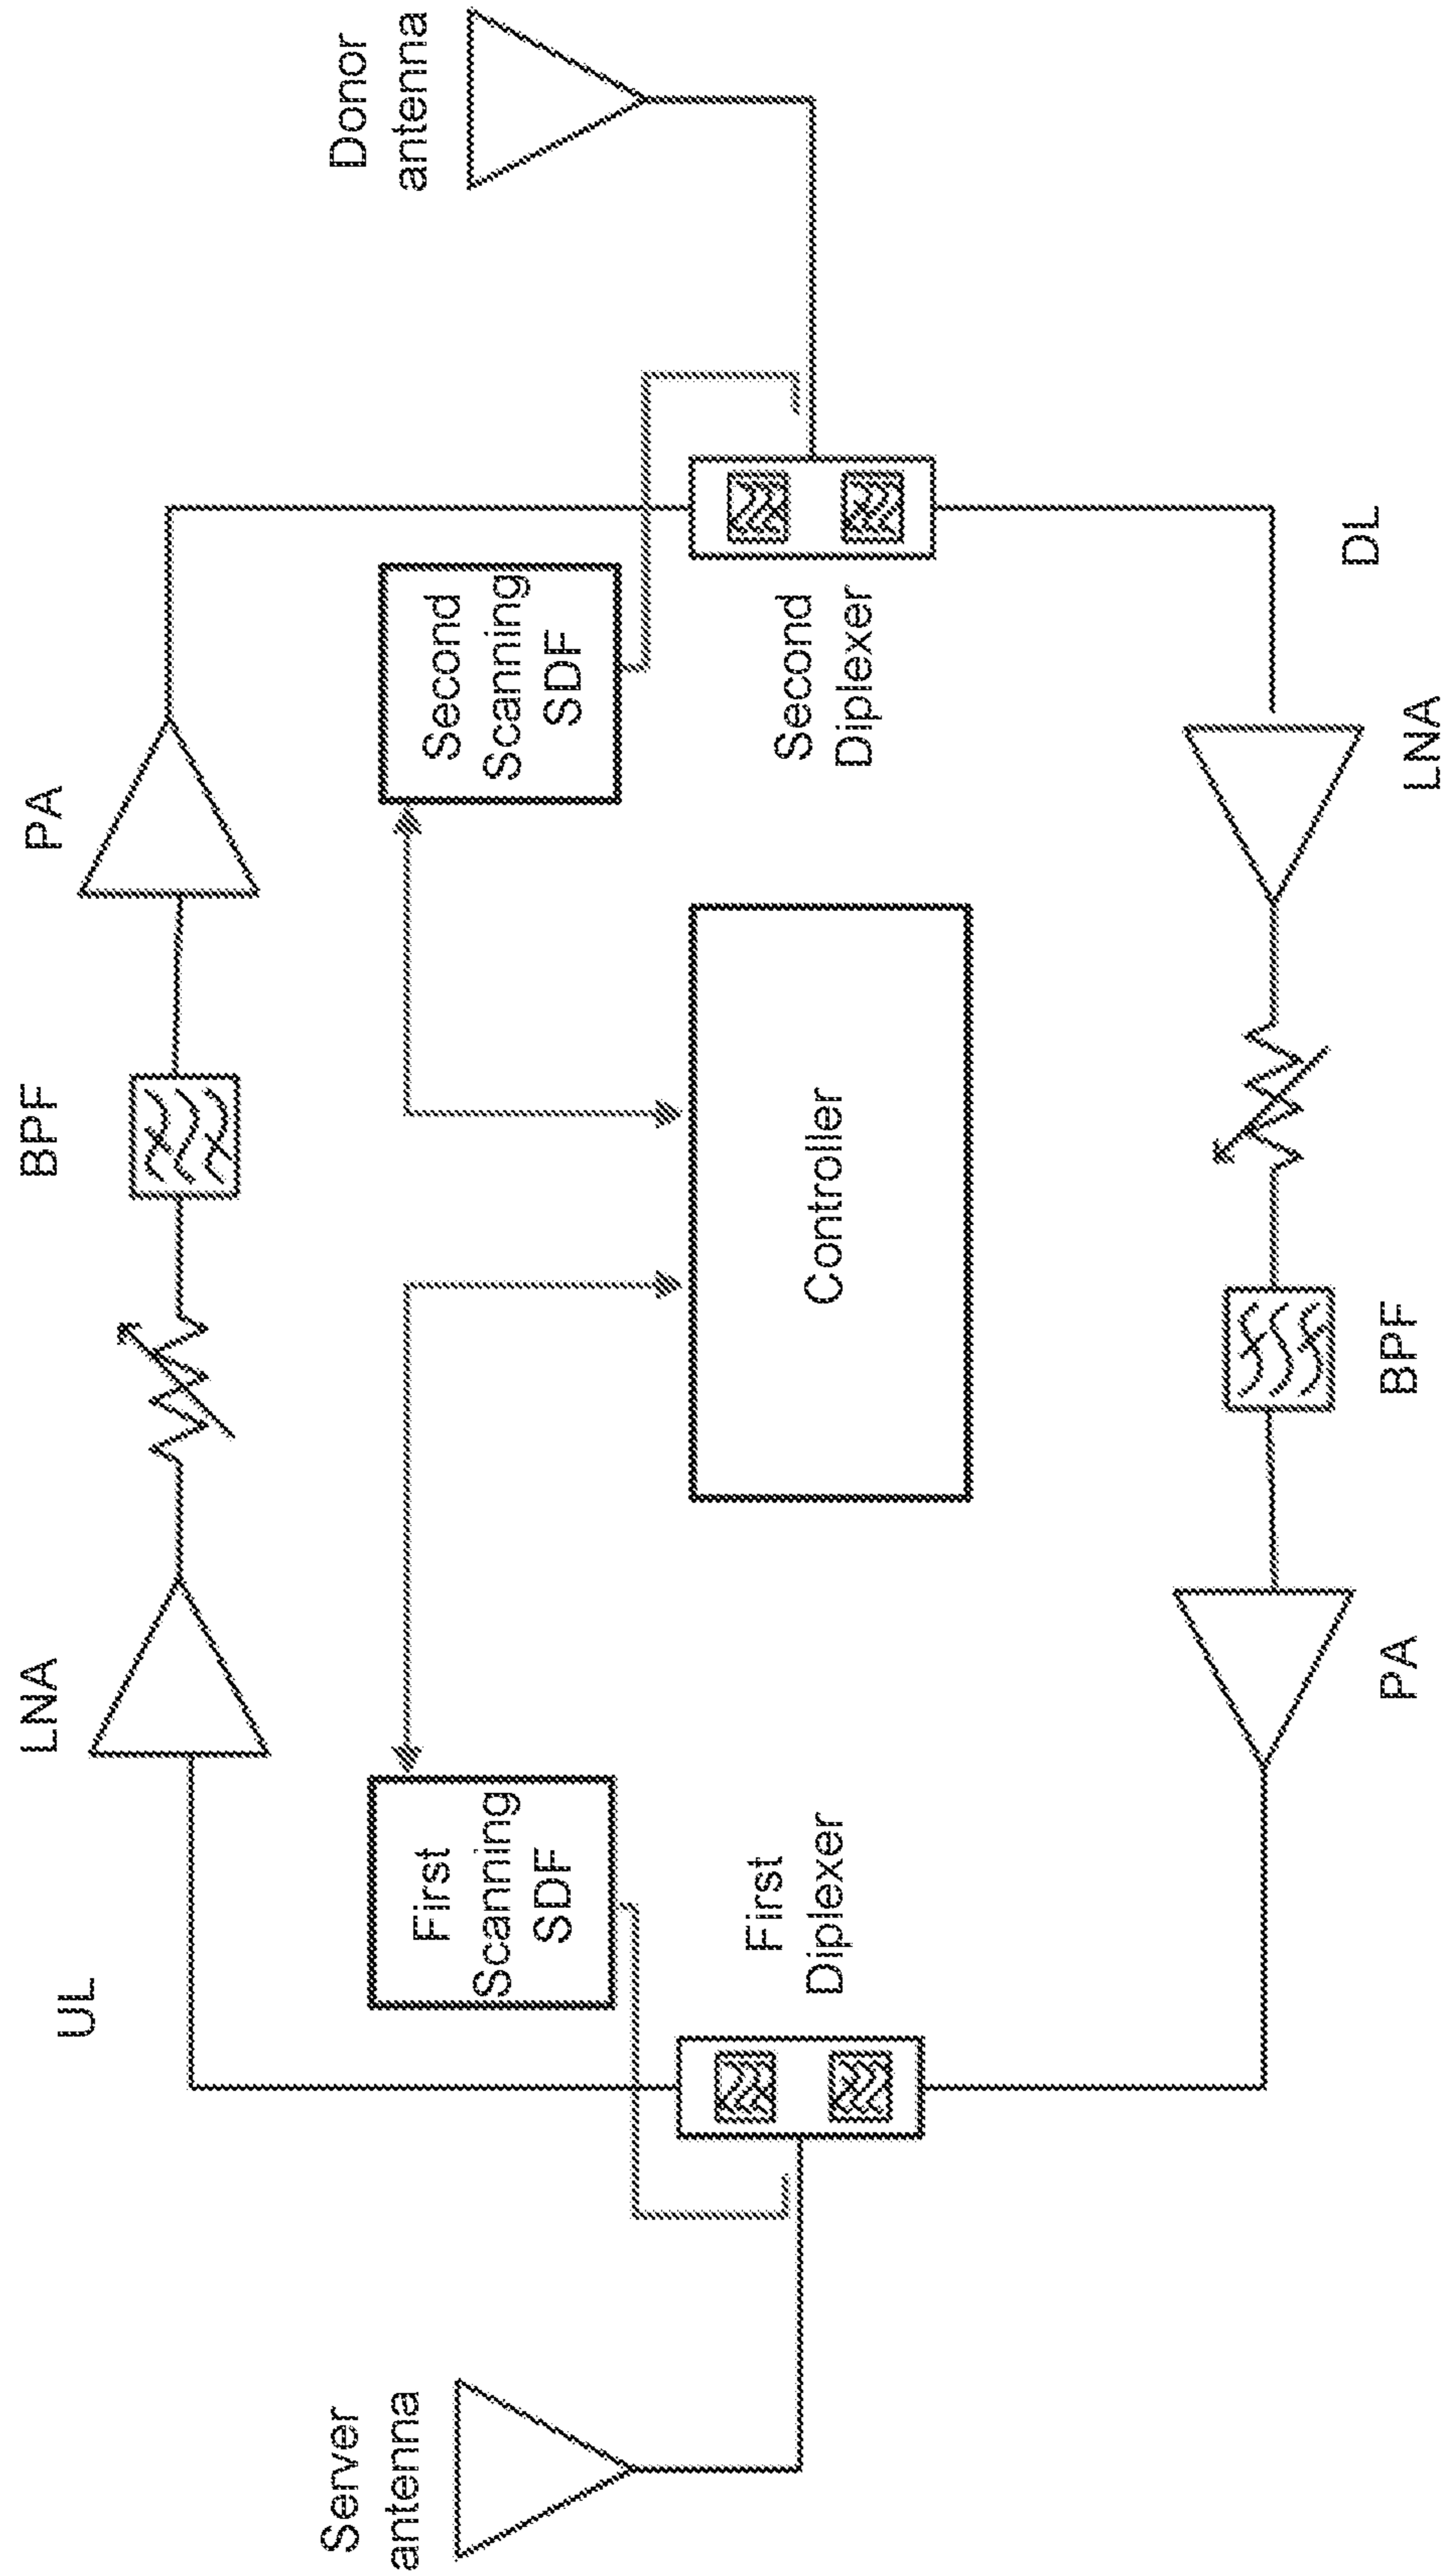 UL
LNA
BPF
PA
Server
antenna
First
Scanning
SDF
Second
Scanning
SDF
Donor
antenna
First
Diplexer
Controller
Second
Diplexer
PA
BPF
LNA
DL